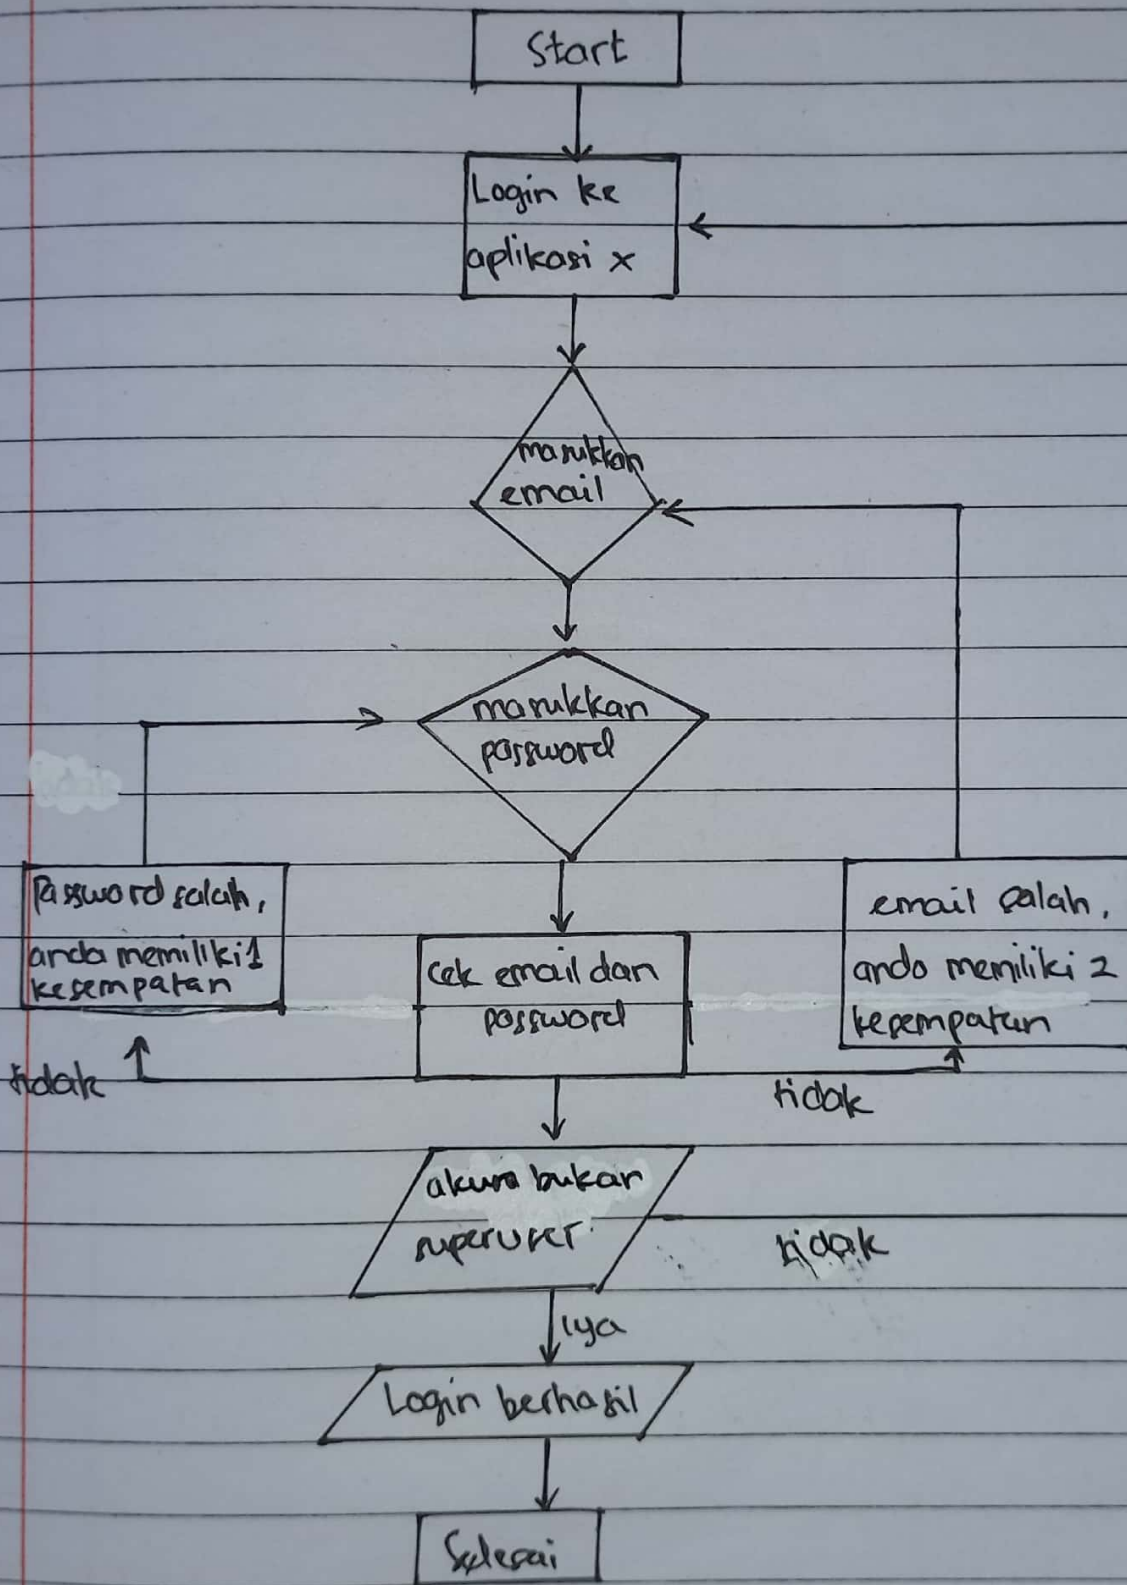 Start
Login ke
aplikasi x
masukkan
email
masukkan
password
Password salah,
anda memiliki 1
kesempatan
cek email dan
password
email salah,
anda memiliki 2
kesempatan
tidak
tidak
akun bukan
superuser
tidak
iya
Login berhasil
Selesai